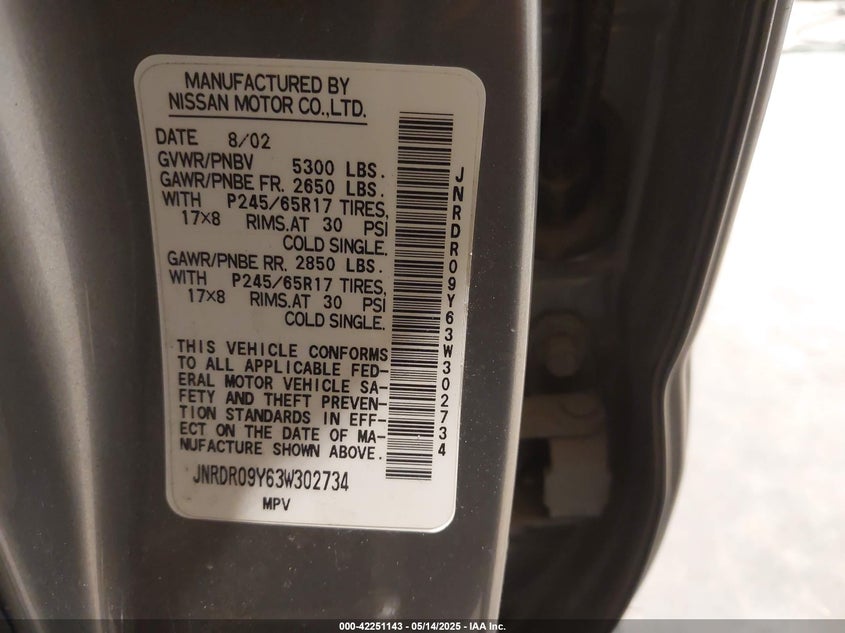 MANUFACTURED BY
NISSAN MOTOR CO.,LTD.
DATE 8/02
GVWR/PNBV 5300 LBS.
GAWR/PNBE FR. 2650 LBS.
WITH P245/65R17 TIRES,
17×8 RIMS.AT 30 PSI
COLD SINGLE.
GAWR/PNBE RR. 2850 LBS.
WITH P245/65R17 TIRES,
17×8 RIMS.AT 30 PSI
COLD SINGLE.
THIS VEHICLE CONFORMS
TO ALL APPLICABLE FED-
ERAL MOTOR VEHICLE SA-
FETY AND THEFT PREVEN-
TION STANDARDS IN EFF-
ECT ON THE DATE OF MA-
NUFACTURE SHOWN ABOVE.
JNRDR09Y63W302734
MPV
JNRDR09Y63W302734
000-42251143 - 05/14/2025 - IAA Inc.